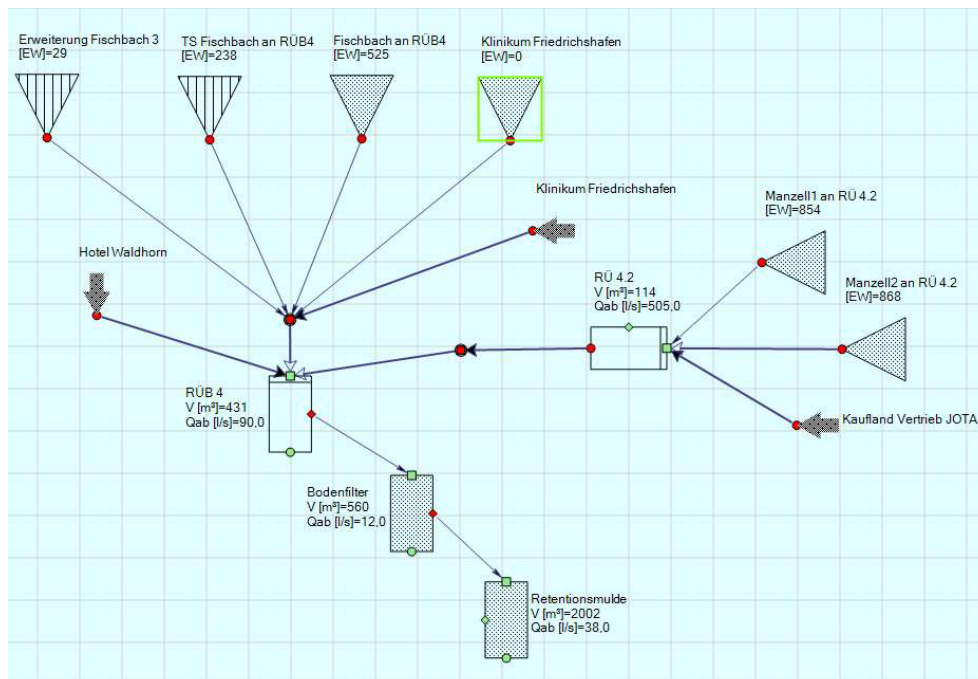 Erweiterung Fischbach 3
[EW]=29
TS Fischbach an RÜB4
[EW]=238
Fischbach an RÜB4
[EW]=525
Klinikum Friedrichshafen
[EW]=0
Klinikum Friedrichshafen
Manzell1 an RÜ 4.2
[EW]=854
Hotel Waldhorn
RÜ 4.2
V [m³]=114
Qab [l/s]=505,0
Manzell2 an RÜ 4.2
[EW]=868
RÜB 4
V [m³]=431
Qab [l/s]=90,0
Kaufland Vertrieb JOTA
Bodenfilter
V [m³]=560
Qab [l/s]=12,0
Retentionsmulde
V [m³]=2002
Qab [l/s]=38,0